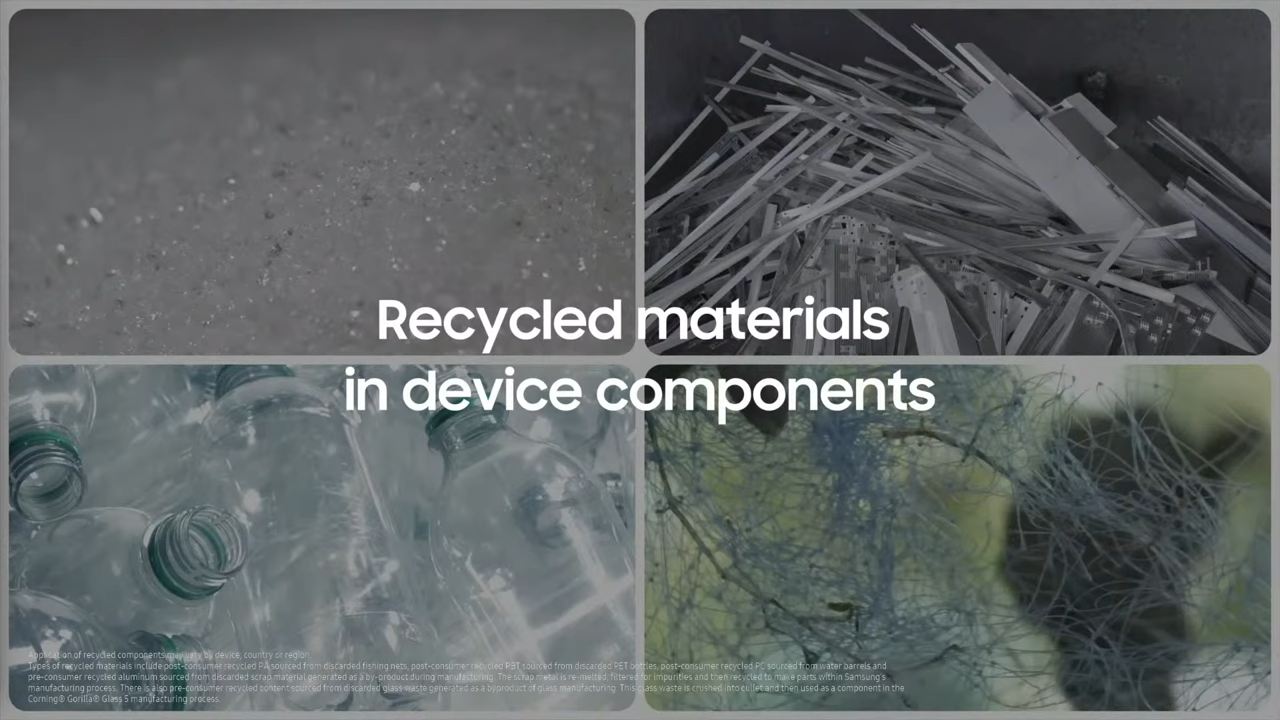 Recycled materials
in device components
Application of recycled components may vary by device, country or region.
Types of recycled materials include post-consumer recycled PA sourced from discarded fishing nets, post-consumer recycled PBT sourced from discarded PET bottles, post-consumer recycled PC sourced from water barrels and
pre-consumer recycled aluminum sourced from discarded scrap material generated as a by-product during manufacturing. The scrap metal is re-melted, filtered for impurities and then recycled to make parts within Samsung's
manufacturing process. There is also pre-consumer recycled content sourced from discarded glass waste generated as a byproduct of glass manufacturing. This glass waste is crushed into cullet and then used as a component in the
Corning® Gorilla® Glass 5 manufacturing process.